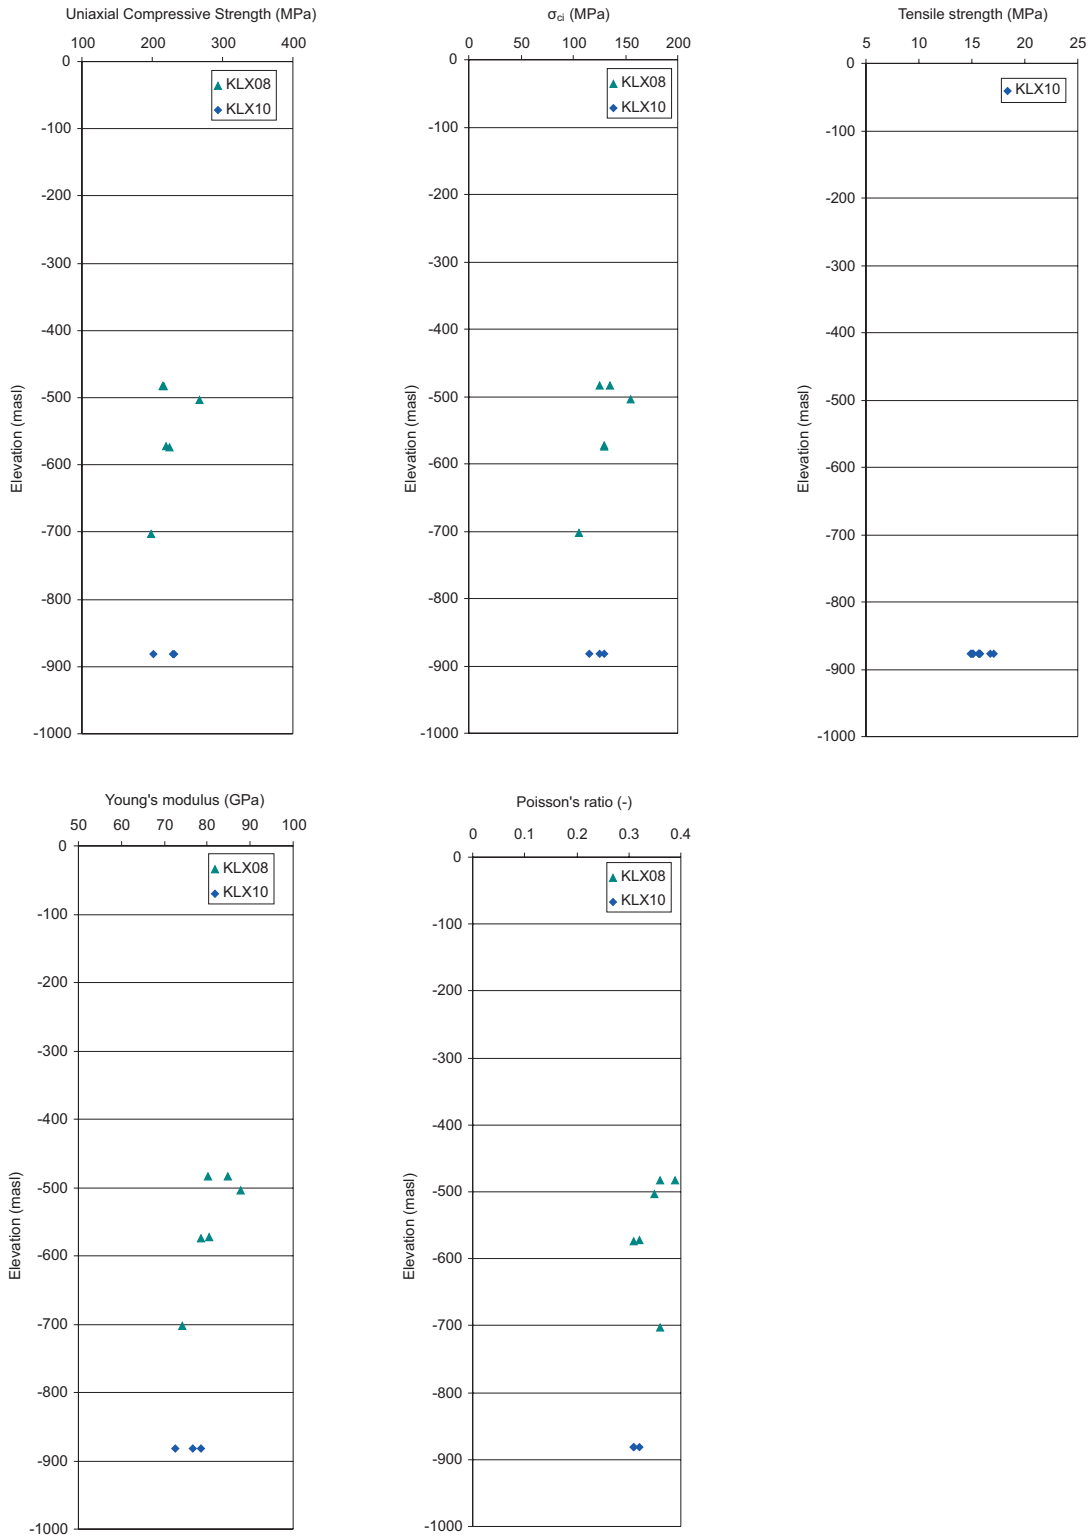 Uniaxial Compressive Strength (MPa)
100 200 300 400
0
-100
-200
-300
-400
-500
-600
-700
-800
-900
-1000
Elevation (masl)
KLX08
KLX10
σci (MPa)
0 50 100 150 200
0
-100
-200
-300
-400
-500
-600
-700
-800
-900
-1000
Elevation (masl)
KLX08
KLX10
Tensile strength (MPa)
5 10 15 20 25
0
-100
-200
-300
-400
-500
-600
-700
-800
-900
-1000
Elevation (masl)
KLX10
Young's modulus (GPa)
50 60 70 80 90 100
0
-100
-200
-300
-400
-500
-600
-700
-800
-900
-1000
Elevation (masl)
KLX08
KLX10
Poisson's ratio (-)
0 0.1 0.2 0.3 0.4
0
-100
-200
-300
-400
-500
-600
-700
-800
-900
-1000
Elevation (masl)
KLX08
KLX10